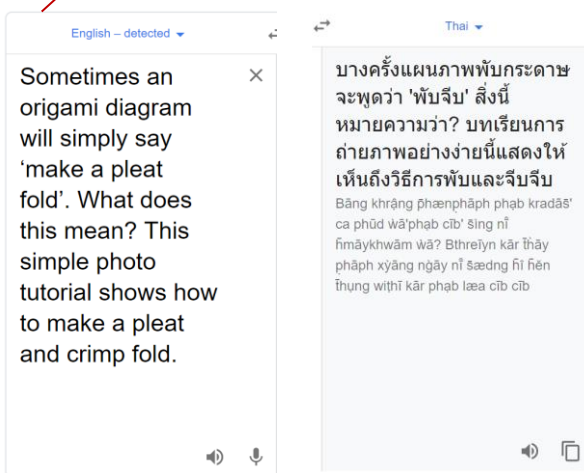 English – detected
Sometimes an
origami diagram
will simply say
‘make a pleat
fold’. What does
this mean? This
simple photo
tutorial shows how
to make a pleat
and crimp fold.
Thai
บางครั้งแผนภาพพับกระดาษ
จะพูดว่า 'พับจีบ' สิ่งนี้
หมายความว่า? บทเรียนการ
ถ่ายภาพอย่างง่ายนี้แสดงให้
เห็นถึงวิธีการพับและจีบจีบ
Bāng khrậng p̄hænp̣hāph phạb kradās̄'
ca phūd ẁā'phạb cīb' s̄ìng nī̂
h̄māykhwām ẁā? Bthreīyn kār t̄h̀āy
phāph xỳāng ng̀āy nī̂ s̄ædng h̄ı̂ h̄ĕn
t̄hụ̄ng wiṭhī kār phạb læa cīb cīb